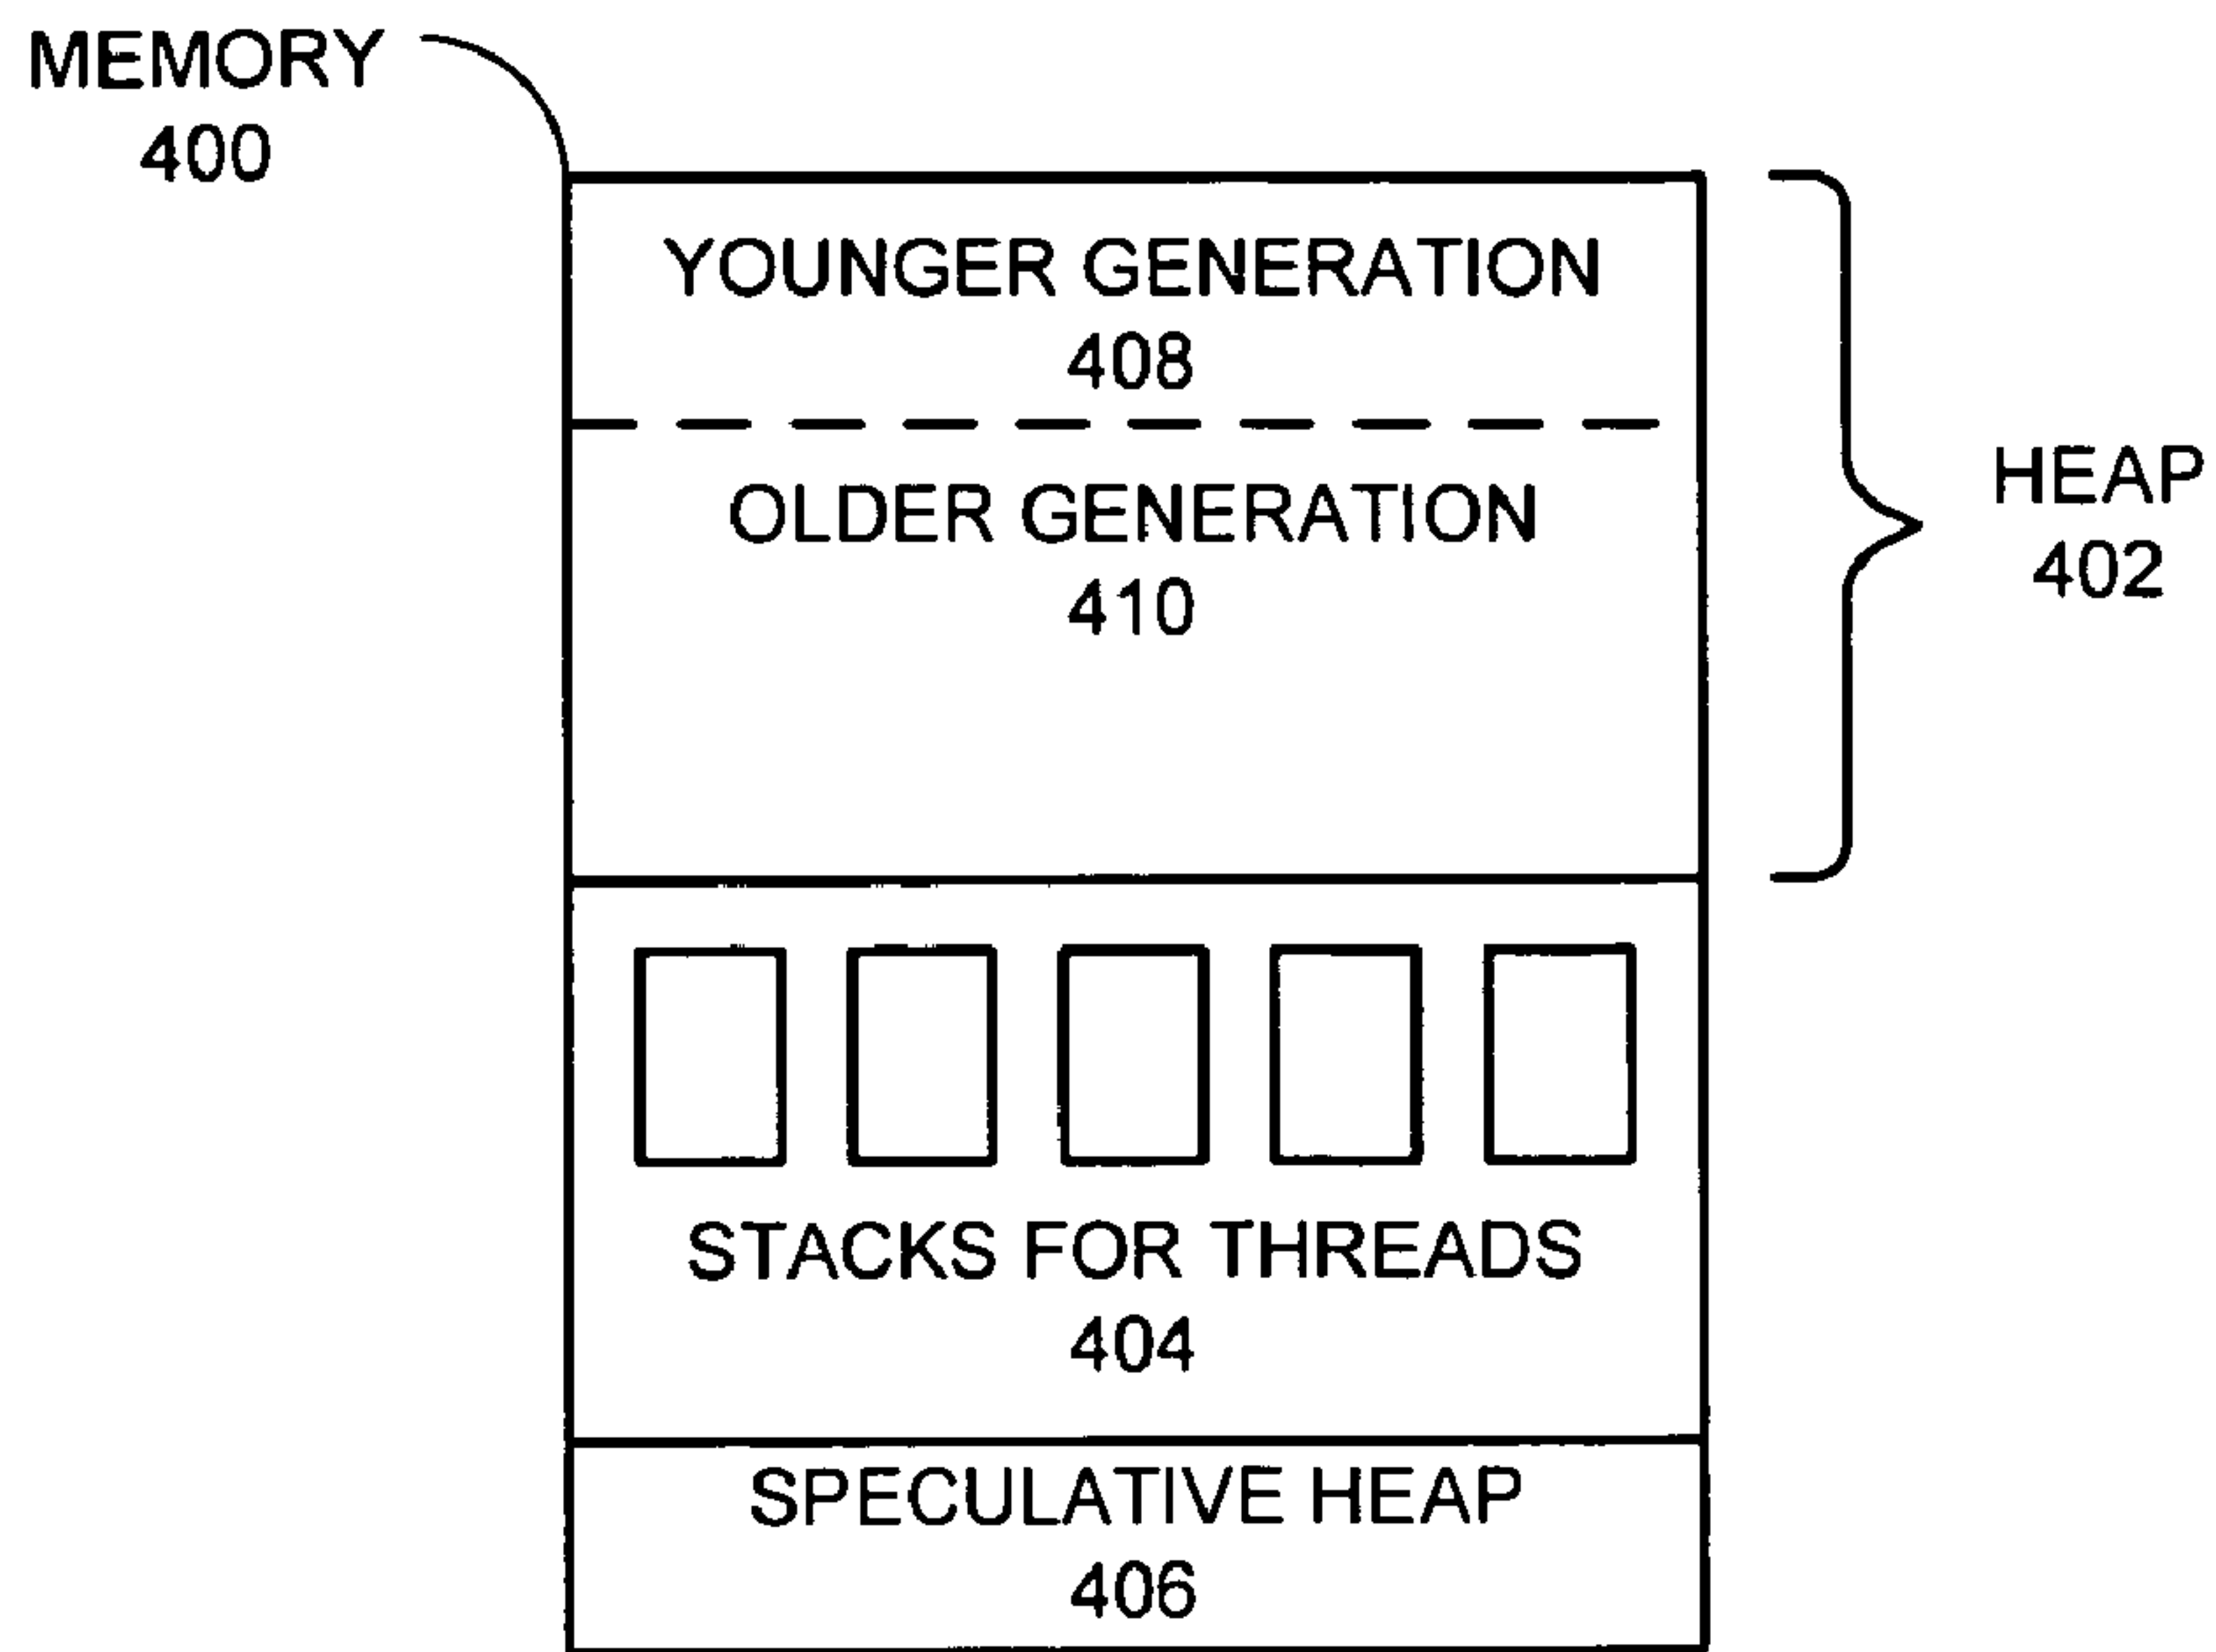 MEMORY
400
YOUNGER GENERATION
408
OLDER GENERATION
410
HEAP
402
STACKS FOR THREADS
404
SPECULATIVE HEAP
406